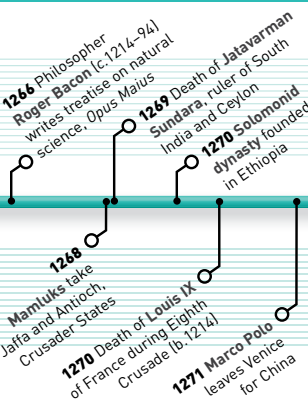 1266 Philosopher
Roger Bacon (c.1214–94)
writes treatise on natural
science, Opus Maius
1269 Death of Jatavarman
Sundara, ruler of South
India and Ceylon
1270 Solomonid
dynasty founded
in Ethiopia
1268
Mamluks take
Jaffa and Antioch,
Crusader States
1270 Death of Louis IX
of France during Eighth
Crusade (b.1214)
1271 Marco Polo
leaves Venice
for China